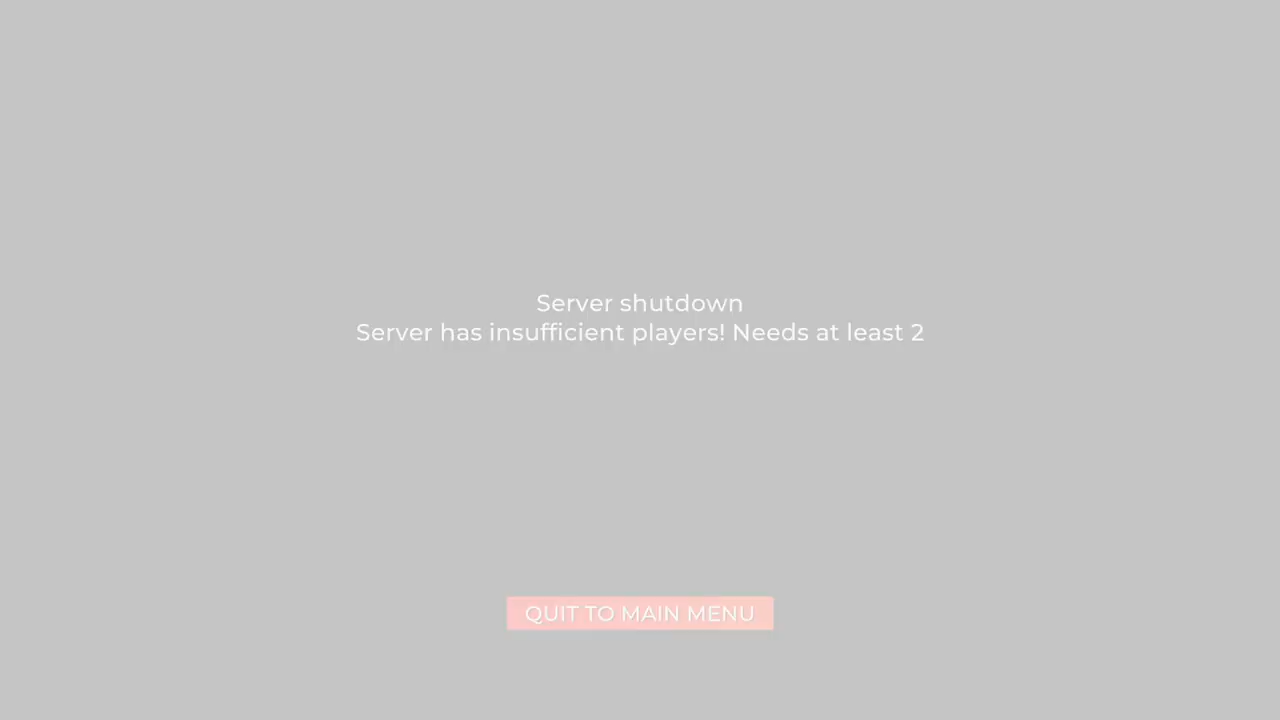 Server shutdown
Server has insufficient players! Needs at least 2
QUIT TO MAIN MENU